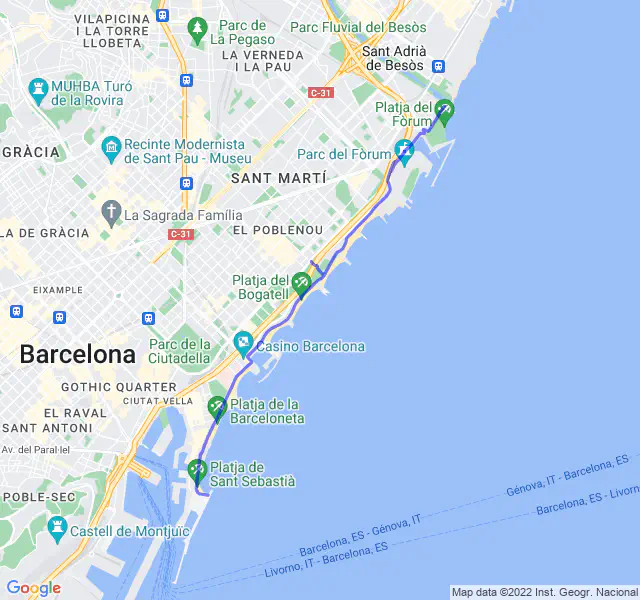 VILAPICINA
I LA TORRE
LLOBETA
Parc de
La Pegaso
Parc Fluvial del Besòs
LA VERNEDA
I LA PAU
Sant Adrià
de Besòs
MUHBA Turó
de la Rovira
C-31
Platja del
Fòrum
GRÀCIA
Recinte Modernista
de Sant Pau - Museu
Parc del Fòrum
SANT MARTÍ
La Sagrada Família
LA DE GRÀCIA
C-31
EL POBLENOU
EIXAMPLE
Platja del
Bogatell
Barcelona
Parc de la
Ciutadella
Casino Barcelona
GOTHIC QUARTER
CIUTAT VELLA
EL RAVAL
SANT ANTONI
Platja de la
Barceloneta
Av. del Paral·lel
Platja de
Sant Sebastià
POBLE-SEC
Castell de Montjuïc
Génova, IT - Barcelona, ES
Barcelona, ES - Livorno
Barcelona, ES - Génova, IT
Livorno, IT - Barcelona, ES
Google
Map data ©2022 Inst. Geogr. Nacional